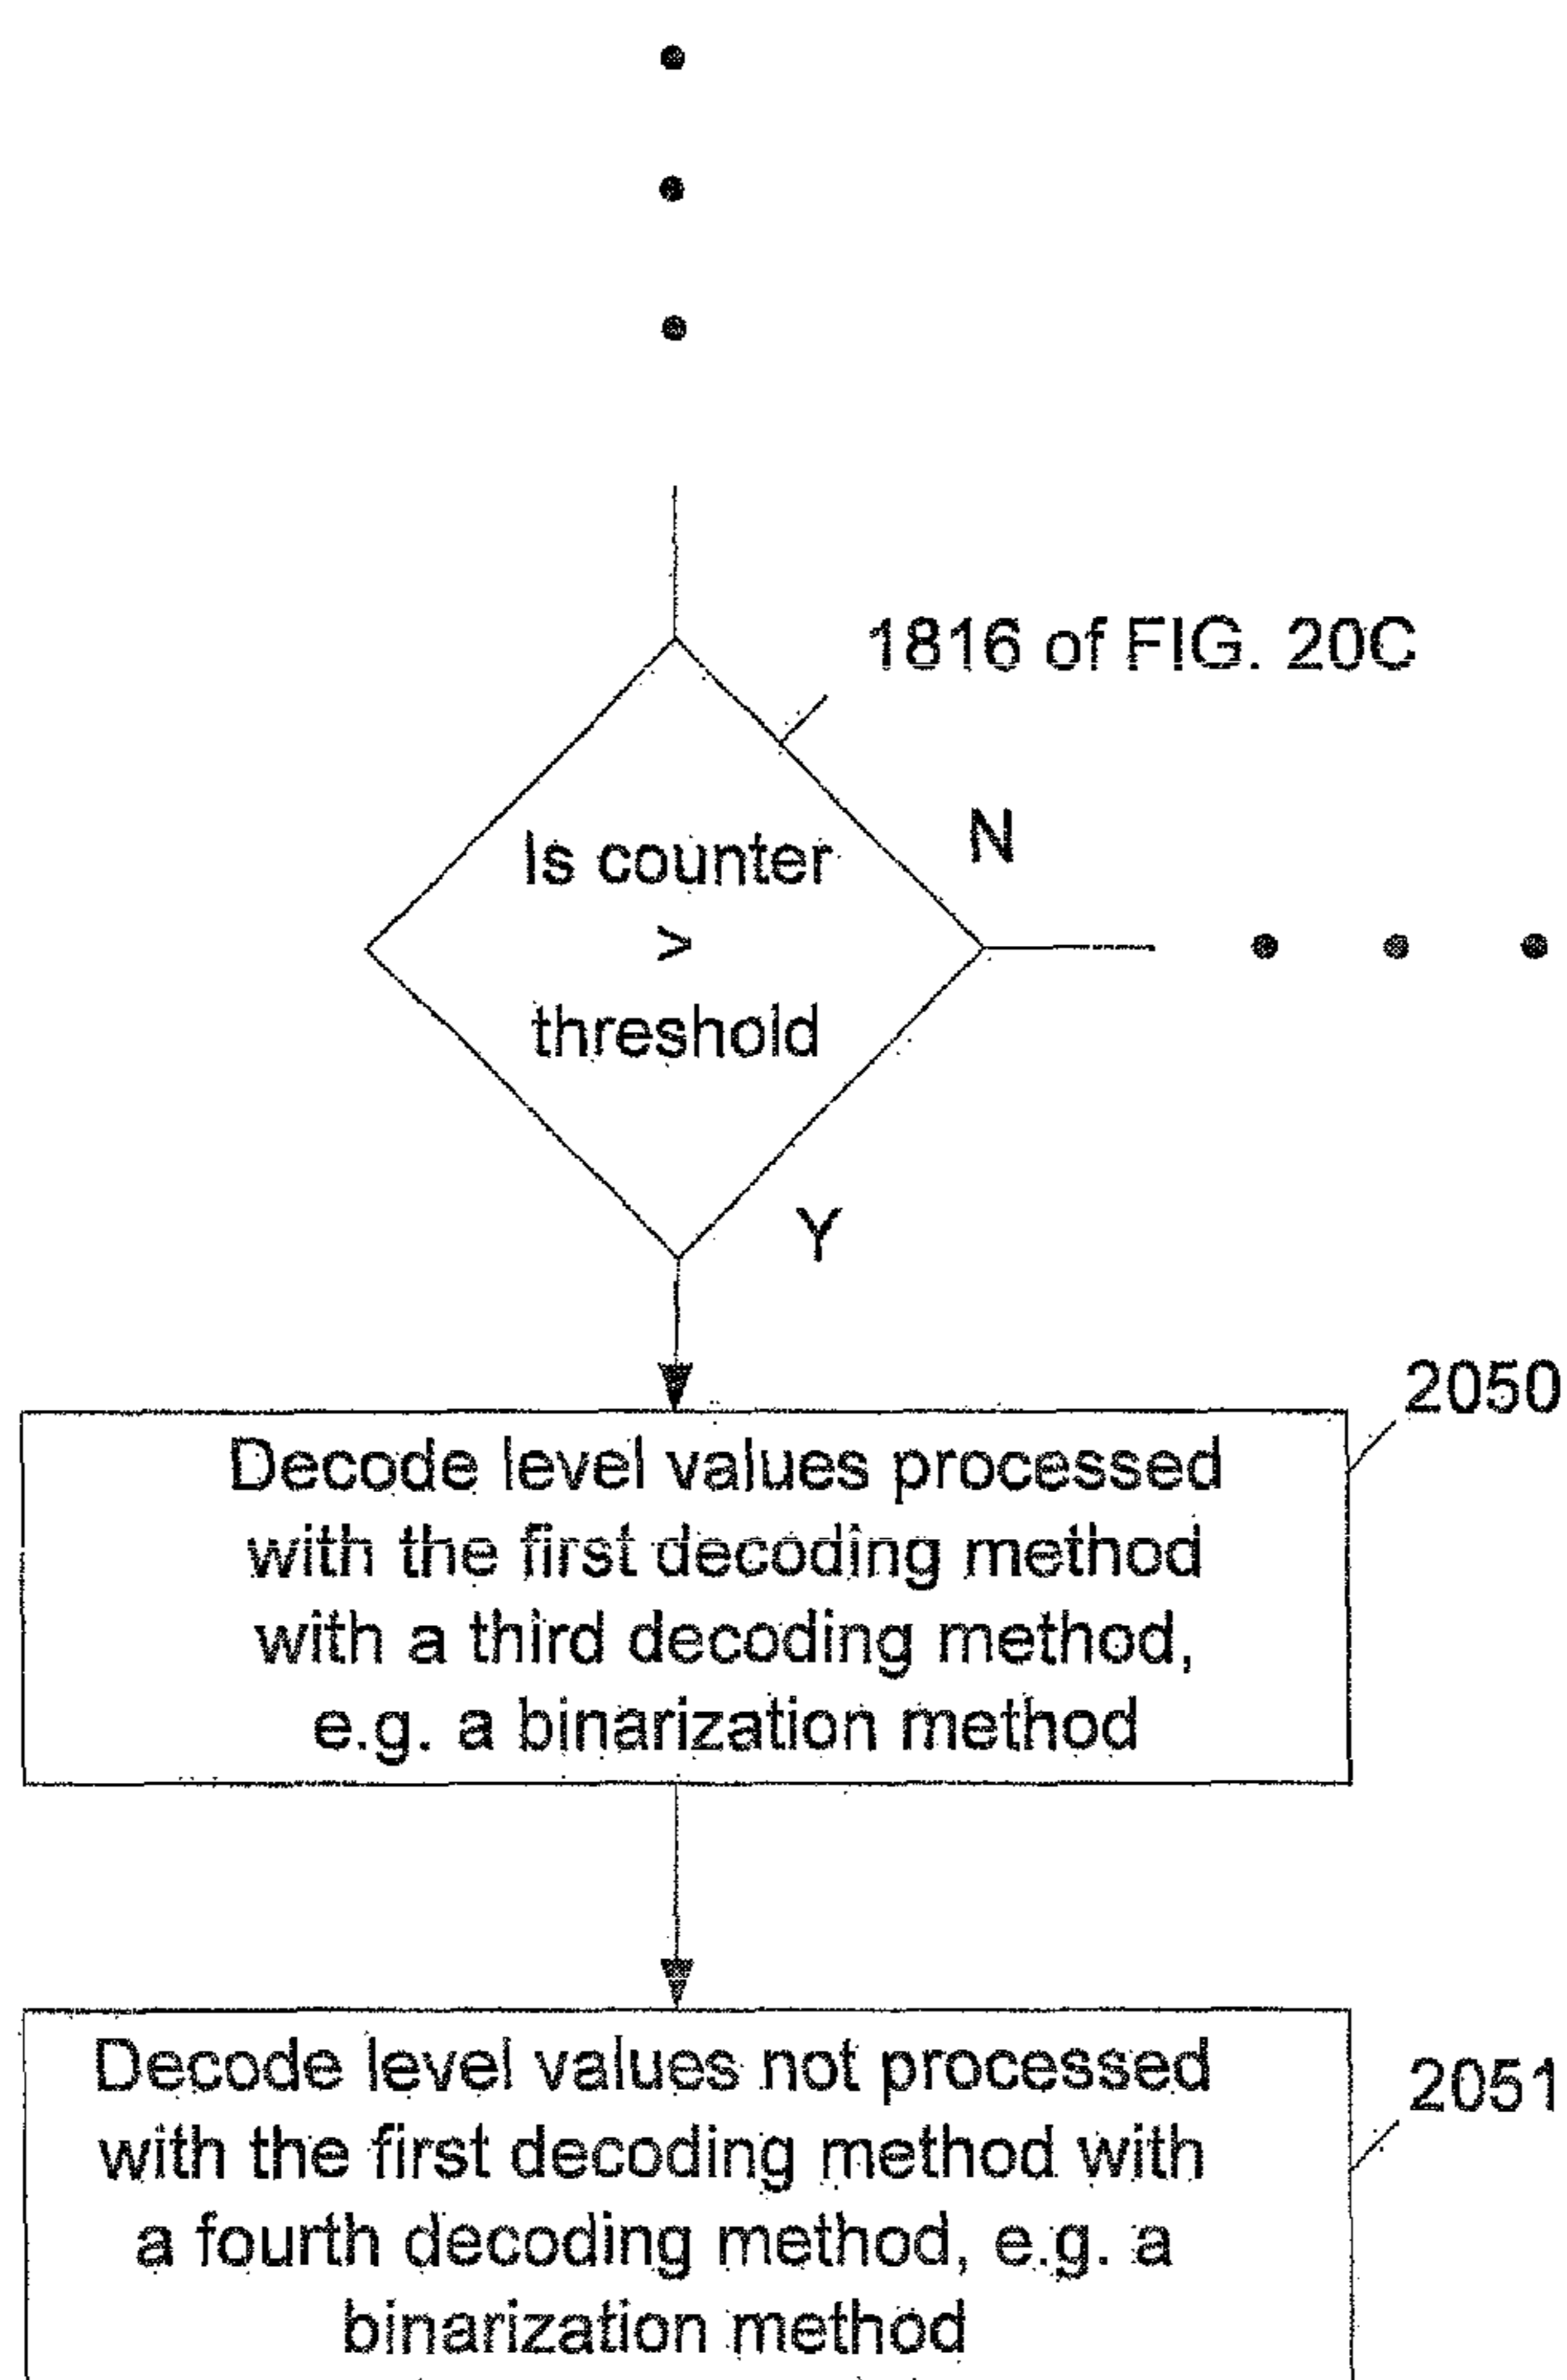 1816 of FIG. 20C
N
Is counter
>
threshold
Y
2050
Decode level values processed
with the first decoding method
with a third decoding method,
e.g. a binarization method
2051
Decode level values not processed
with the first decoding method with
a fourth decoding method, e.g. a
binarization method